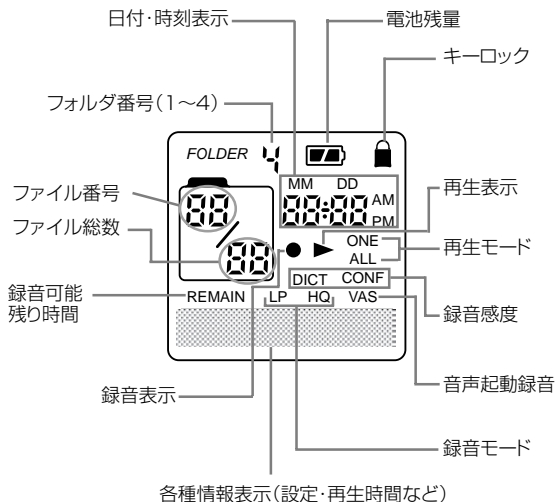 日付・時刻表示
電池残量
キーロック
フォルダ番号(1～4)
FOLDER 4
MM DD
ファイル番号
88
88:88 AM
PM
再生表示
ファイル総数
88
ONE
ALL
再生モード
DICT CONF
録音可能
残り時間
REMAIN LP HQ VAS
録音感度
録音表示
音声起動録音
録音モード
各種情報表示(設定・再生時間など)